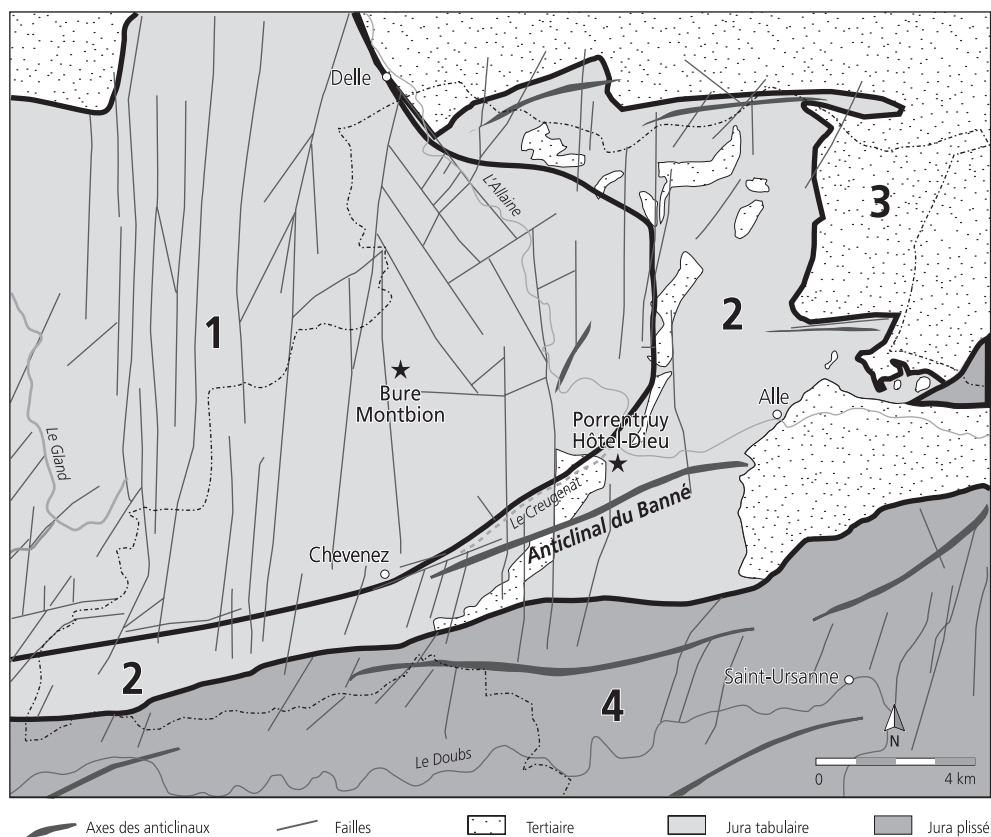 Delle
L'Allaine
3
1
2
Bure
Montbion
Alle
Porrentruy
Hôtel-Dieu
Le Gland
Le Creugenat
Anticlinal du Banné
Chevenez
2
Saint-Ursanne
4
N
Le Doubs
0 4 km
Axes des anticlinaux Failles Tertiaire Jura tabulaire Jura plissé